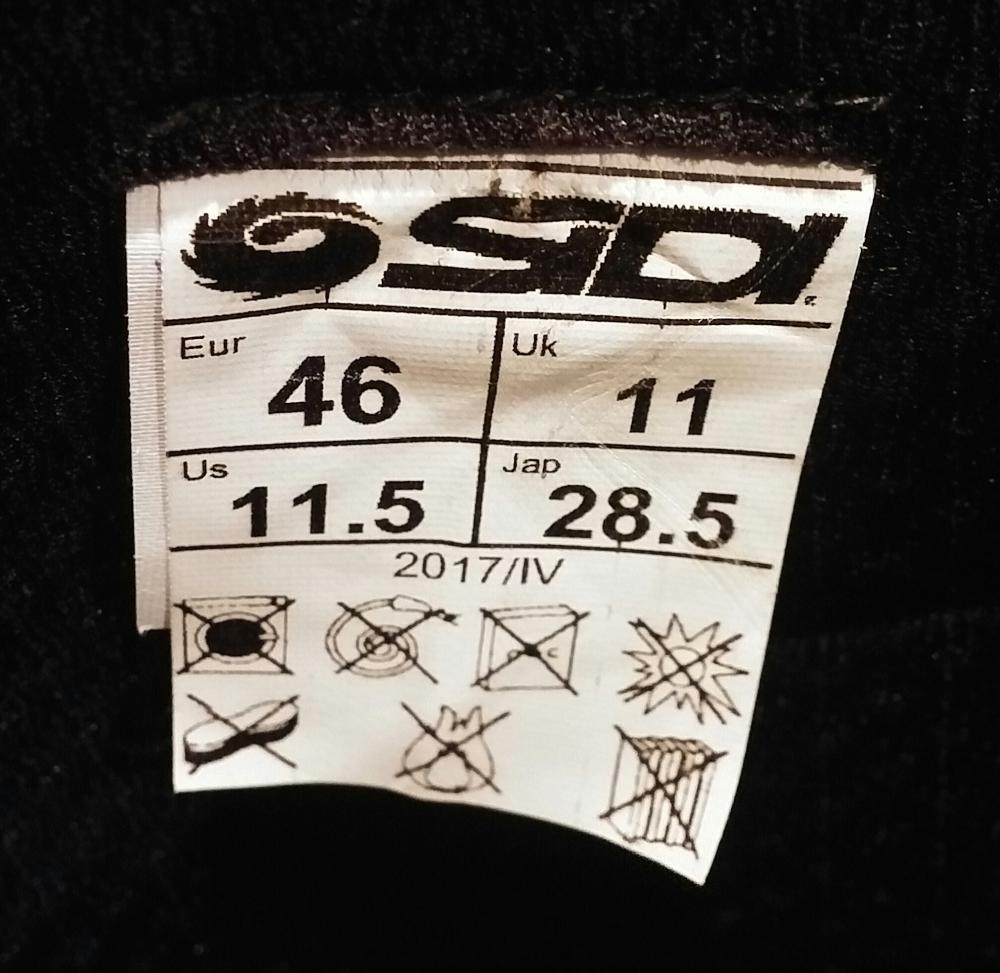 SIDI
Eur 46 Uk 11
Us 11.5 Jap 28.5
2017/IV